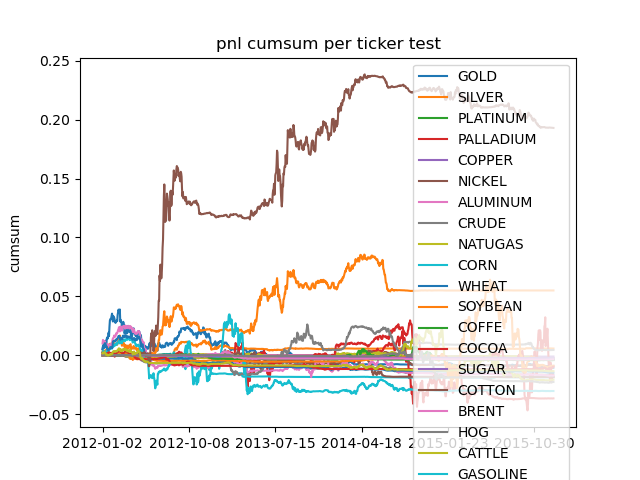 pnl cumsum per ticker test
0.25
0.20
0.15
0.10
0.05
0.00
−0.05
cumsum
2012-01-02 2012-10-08 2013-07-15 2014-04-18 2015-01-23 2015-10-30
GOLD
SILVER
PLATINUM
PALLADIUM
COPPER
NICKEL
ALUMINUM
CRUDE
NATUGAS
CORN
WHEAT
SOYBEAN
COFFE
COCOA
SUGAR
COTTON
BRENT
HOG
CATTLE
GASOLINE